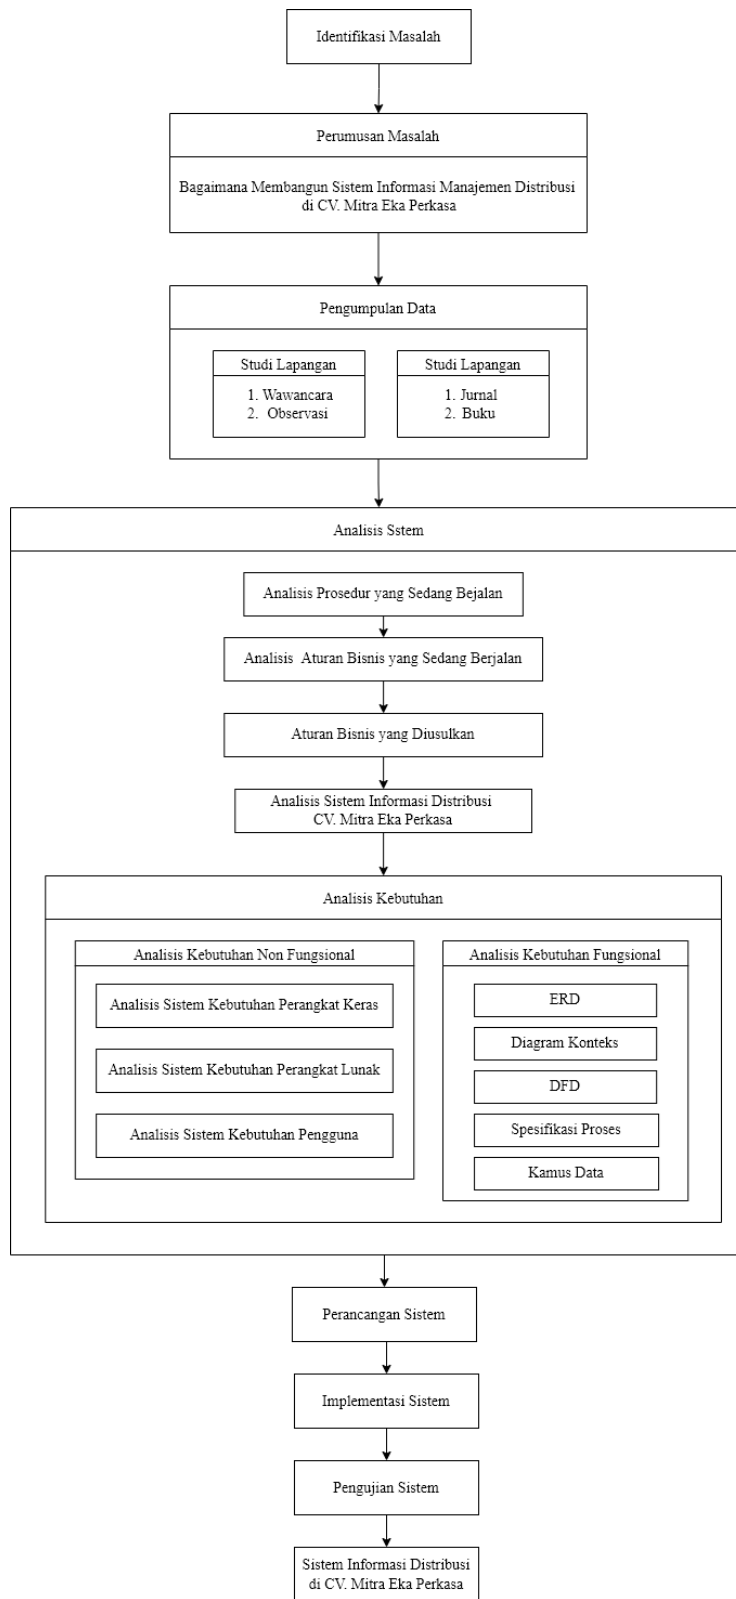 Identifikasi Masalah
Perumusan Masalah
Bagaimana Membangun Sistem Informasi Manajemen Distribusi
di CV. Mitra Eka Perkasa
Pengumpulan Data
Studi Lapangan
1. Wawancara
2. Observasi
Studi Lapangan
1. Jurnal
2. Buku
Analisis Sstem
Analisis Prosedur yang Sedang Bejalan
Analisis Aturan Bisnis yang Sedang Berjalan
Aturan Bisnis yang Diusulkan
Analisis Sistem Informasi Distribusi
CV. Mitra Eka Perkasa
Analisis Kebutuhan
Analisis Kebutuhan Non Fungsional
Analisis Sistem Kebutuhan Perangkat Keras
Analisis Sistem Kebutuhan Perangkat Lunak
Analisis Sistem Kebutuhan Pengguna
Analisis Kebutuhan Fungsional
ERD
Diagram Konteks
DFD
Spesifikasi Proses
Kamus Data
Perancangan Sistem
Implementasi Sistem
Pengujian Sistem
Sistem Informasi Distribusi
di CV. Mitra Eka Perkasa